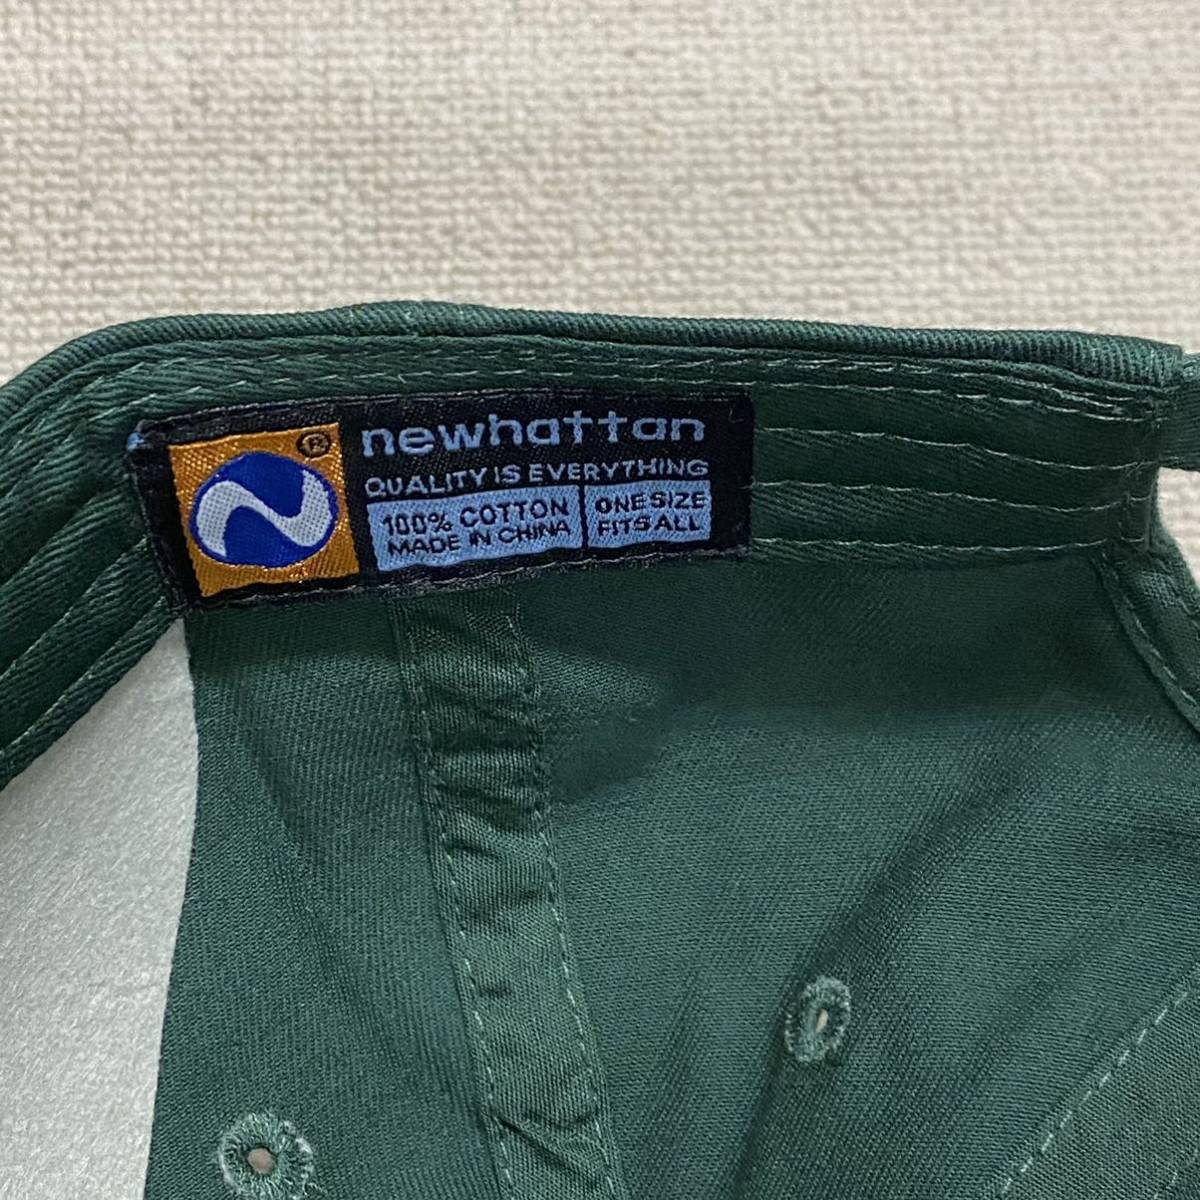 ®
newhattan
QUALITY IS EVERYTHING
100% COTTON
MADE IN CHINA
ONE SIZE
FITS ALL